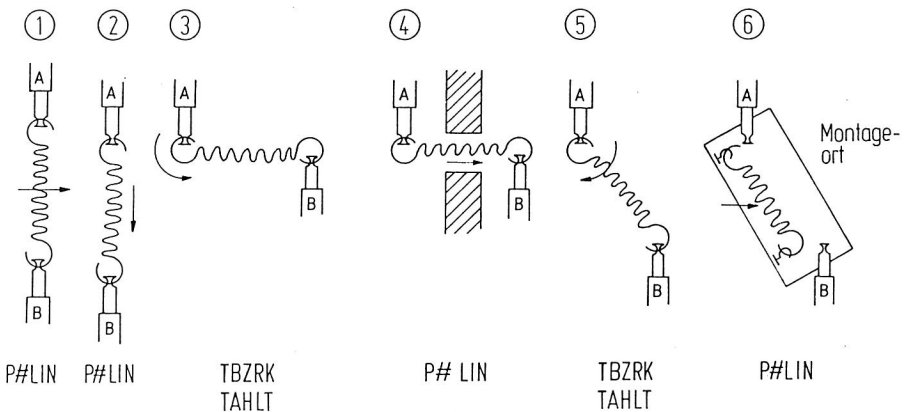 1 2 3 4 5 6
A A A A A
B B B B B B
Montage-
ort
P#LIN P#LIN TBZRK P# LIN TBZRK P#LIN
TAHLT TAHLT